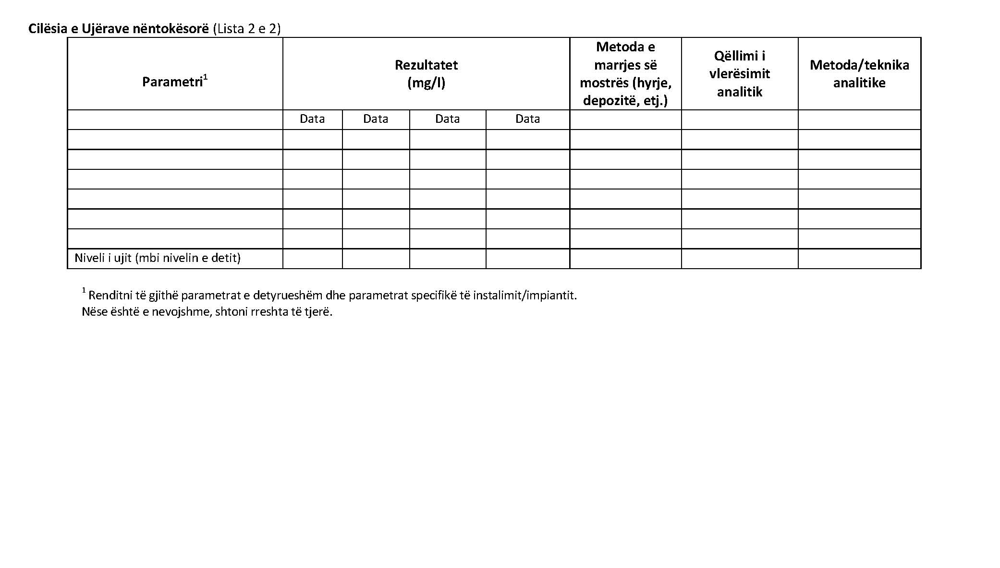 Cilësia e Ujërave nëntokësorë (Lista 2 e 2)
Parametri¹
Rezultatet
(mg/l)
Metoda e
marrjes së
mostrës (hyrje,
depozitë, etj.)
Qëllimi i
vlerësimit
analitik
Metoda/teknika
analitike
Data Data Data Data
Niveli i ujit (mbi nivelin e detit)
¹ Renditni të gjithë parametrat e detyrueshëm dhe parametrat specifikë të instalimit/impiantit.
Nëse është e nevojshme, shtoni rreshta të tjerë.